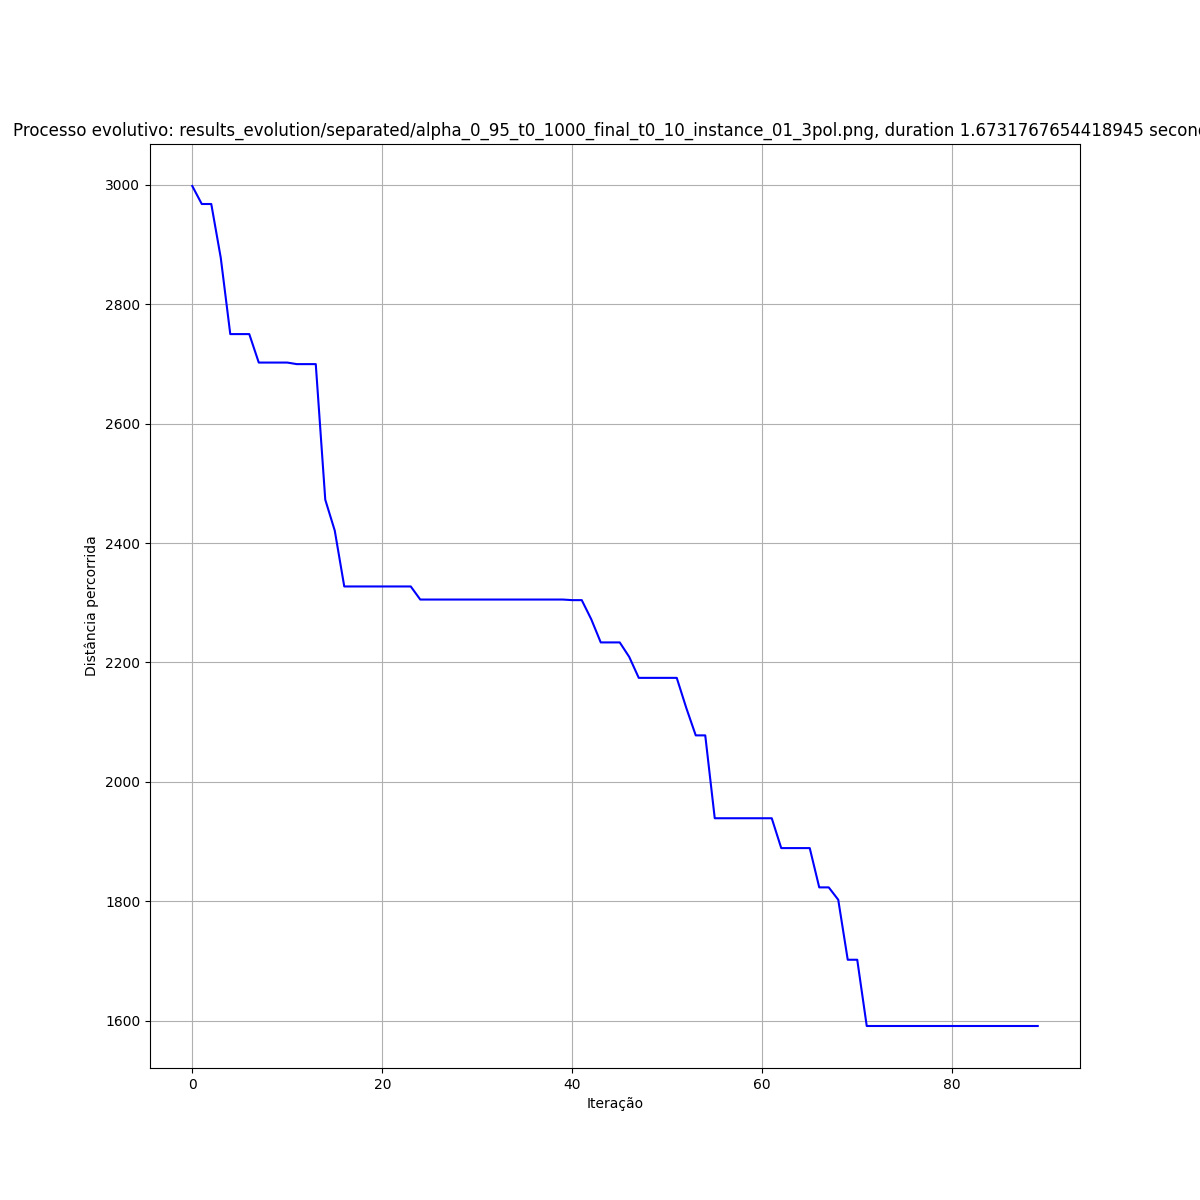 Processo evolutivo: results_evolution/separated/alpha_0_95_t0_1000_final_t0_10_instance_01_3pol.png, duration 1.6731767654418945
3000
2800
2600
2400
2200
2000
1800
1600
Distância percorrida
0 20 40 60 80
Iteração